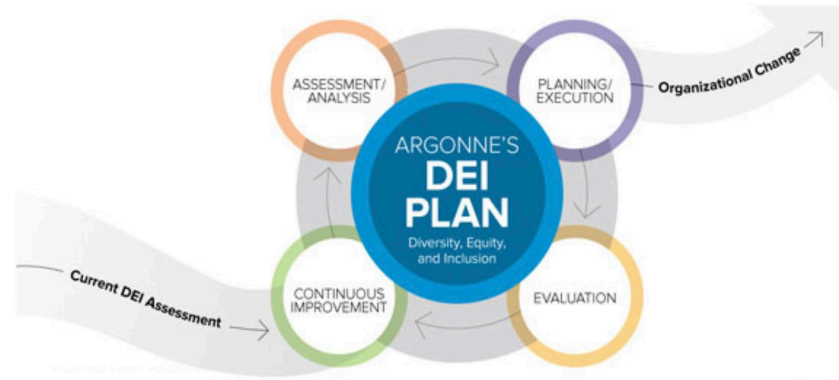 ASSESSMENT/
ANALYSIS
PLANNING/
EXECUTION
Organizational Change
ARGONNE'S
DEI
PLAN
Diversity, Equity,
and Inclusion
Current DEI Assessment
CONTINUOUS
IMPROVEMENT
EVALUATION